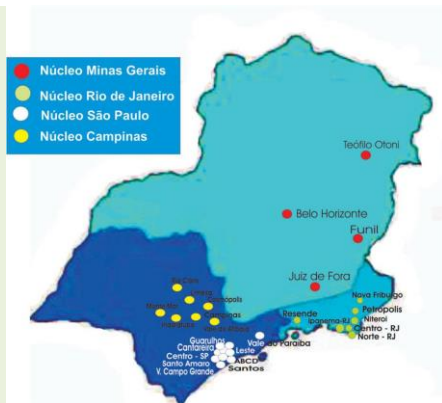 Núcleo Minas Gerais
Núcleo Rio de Janeiro
Núcleo São Paulo
Núcleo Campinas
Teófilo Otoni
Belo Horizonte
Funil
Juiz de Fora
Nova Friburgo
Petropolis
Resende
Ipanema-RJ
Niteroi
Centro - RJ
Norte - RJ
Vale do Paraíba
Guarulhos
Cantareira
Leste
Centro - SP
ABCD
Santo Amaro
Santos
V. Campo Grande